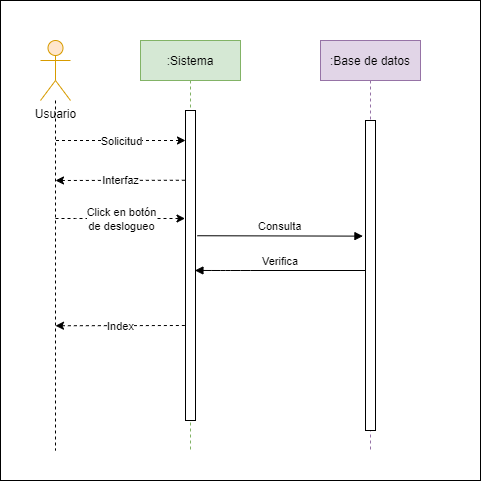 :Sistema
:Base de datos
Usuario
Solicitud
Interfaz
Click en botón
de deslogueo
Consulta
Verifica
Index